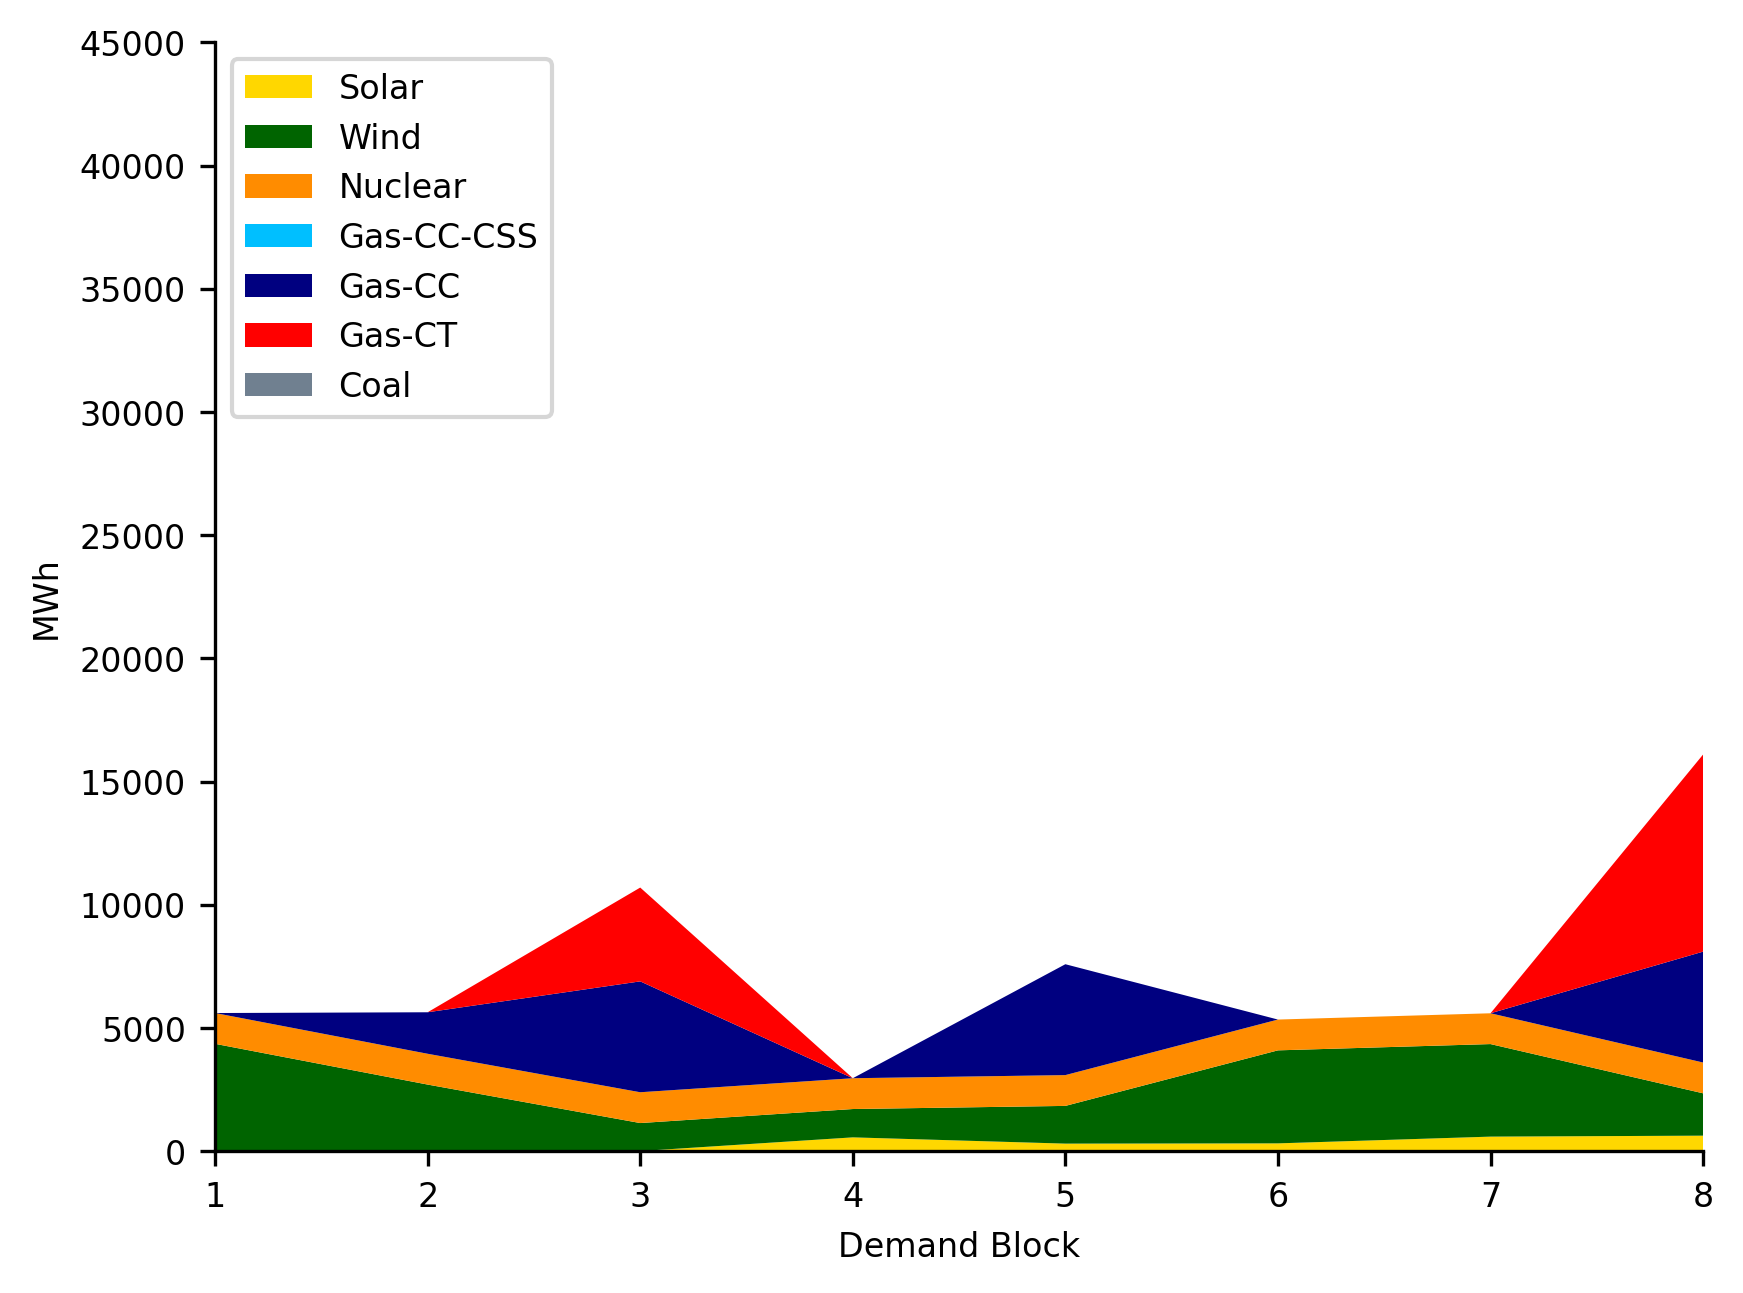 45000
40000
35000
30000
25000
20000
15000
10000
5000
0
MWh
Solar
Wind
Nuclear
Gas-CC-CSS
Gas-CC
Gas-CT
Coal
1 2 3 4 5 6 7 8
Demand Block